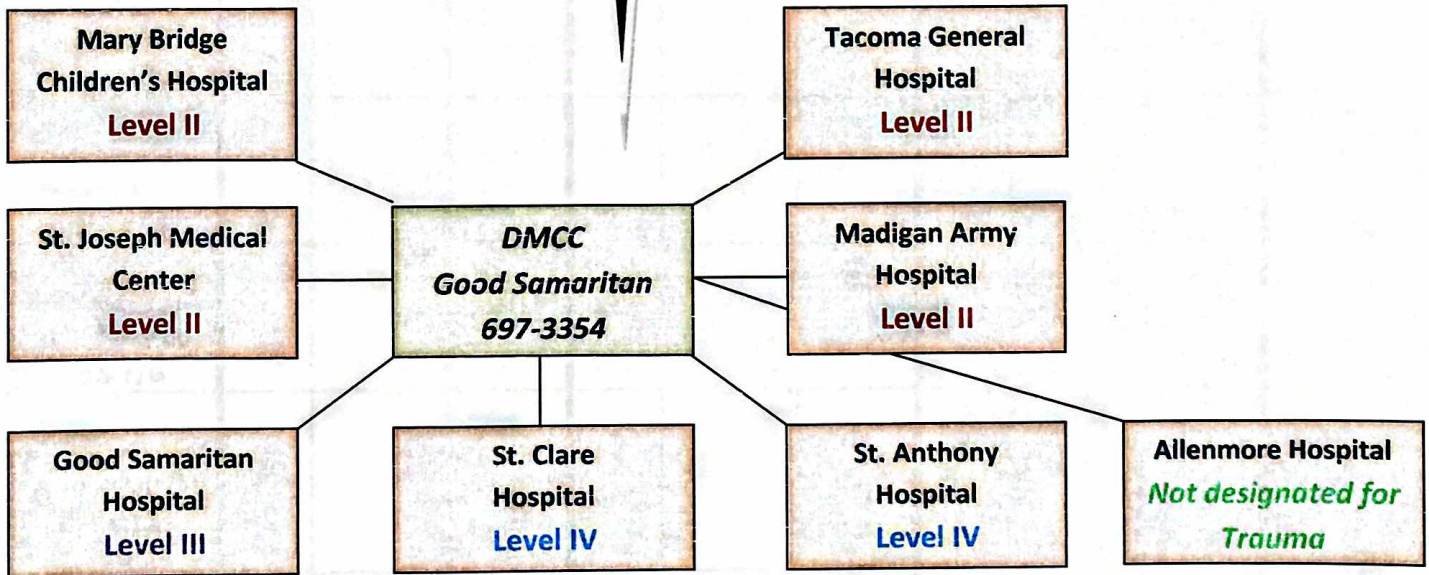 Mary Bridge
Children's Hospital
Level II
Tacoma General
Hospital
Level II
St. Joseph Medical
Center
Level II
DMCC
Good Samaritan
697-3354
Madigan Army
Hospital
Level II
Good Samaritan
Hospital
Level III
St. Clare
Hospital
Level IV
St. Anthony
Hospital
Level IV
Allenmore Hospital
Not designated for
Trauma